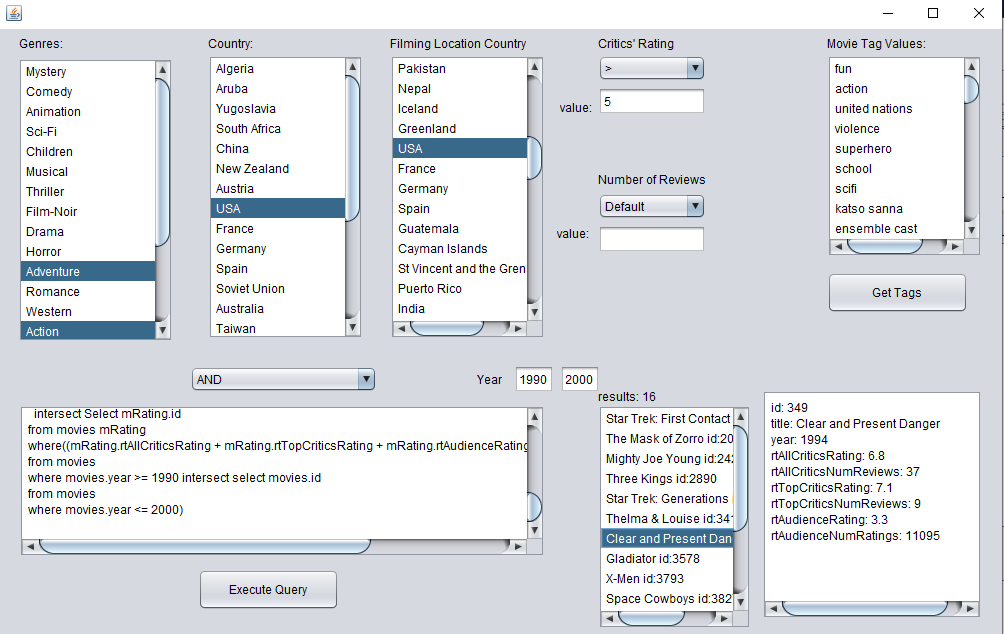 Genres:
Mystery
Comedy
Animation
Sci-Fi
Children
Musical
Thriller
Film-Noir
Drama
Horror
Adventure
Romance
Western
Action
Country:
Algeria
Aruba
Yugoslavia
South Africa
China
New Zealand
Austria
USA
France
Germany
Spain
Soviet Union
Australia
Taiwan
Filming Location Country
Pakistan
Nepal
Iceland
Greenland
USA
France
Germany
Spain
Guatemala
Cayman Islands
St Vincent and the Gren
Puerto Rico
India
Critics' Rating
>
value: 5
Number of Reviews
Default
value:
Movie Tag Values:
fun
action
united nations
violence
superhero
school
scifi
katso sanna
ensemble cast
Get Tags
AND
Year 1990 2000
intersect Select mRating.id
from movies mRating
where((mRating.rtAllCriticsRating + mRating.rtTopCriticsRating + mRating.rtAudienceRating
from movies
where movies.year >= 1990 intersect select movies.id
from movies
where movies.year <= 2000)
Execute Query
results: 16
Star Trek: First Contact
The Mask of Zorro id:20
Mighty Joe Young id:242
Three Kings id:2890
Star Trek: Generations
Thelma & Louise id:341
Clear and Present Dan
Gladiator id:3578
X-Men id:3793
Space Cowboys id:382
id: 349
title: Clear and Present Danger
year: 1994
rtAllCriticsRating: 6.8
rtAllCriticsNumReviews: 37
rtTopCriticsRating: 7.1
rtTopCriticsNumReviews: 9
rtAudienceRating: 3.3
rtAudienceNumRatings: 11095